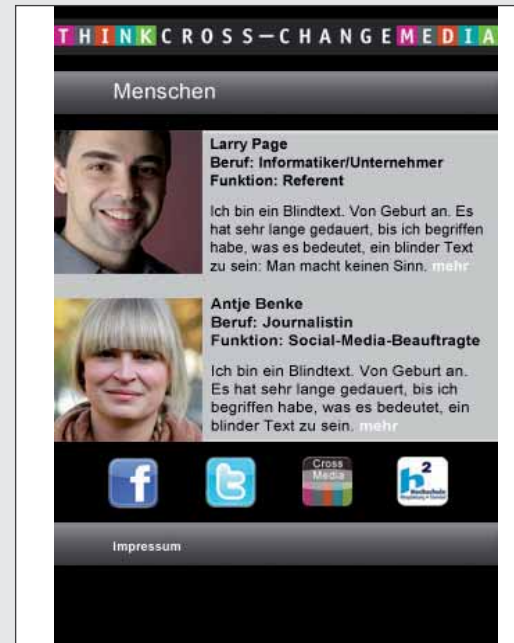 THINKCROSS–CHANGEMEDIA
Menschen
Larry Page
Beruf: Informatiker/Unternehmer
Funktion: Referent
Ich bin ein Blindtext. Von Geburt an. Es
hat sehr lange gedauert, bis ich begriffen
habe, was es bedeutet, ein blinder Text
zu sein: Man macht keinen Sinn. mehr
Antje Benke
Beruf: Journalistin
Funktion: Social-Media-Beauftragte
Ich bin ein Blindtext. Von Geburt an.
Es hat sehr lange gedauert, bis ich
begriffen habe, was es bedeutet, ein
blinder Text zu sein. mehr
Cross
Media
h2
Hochschule
Impressum